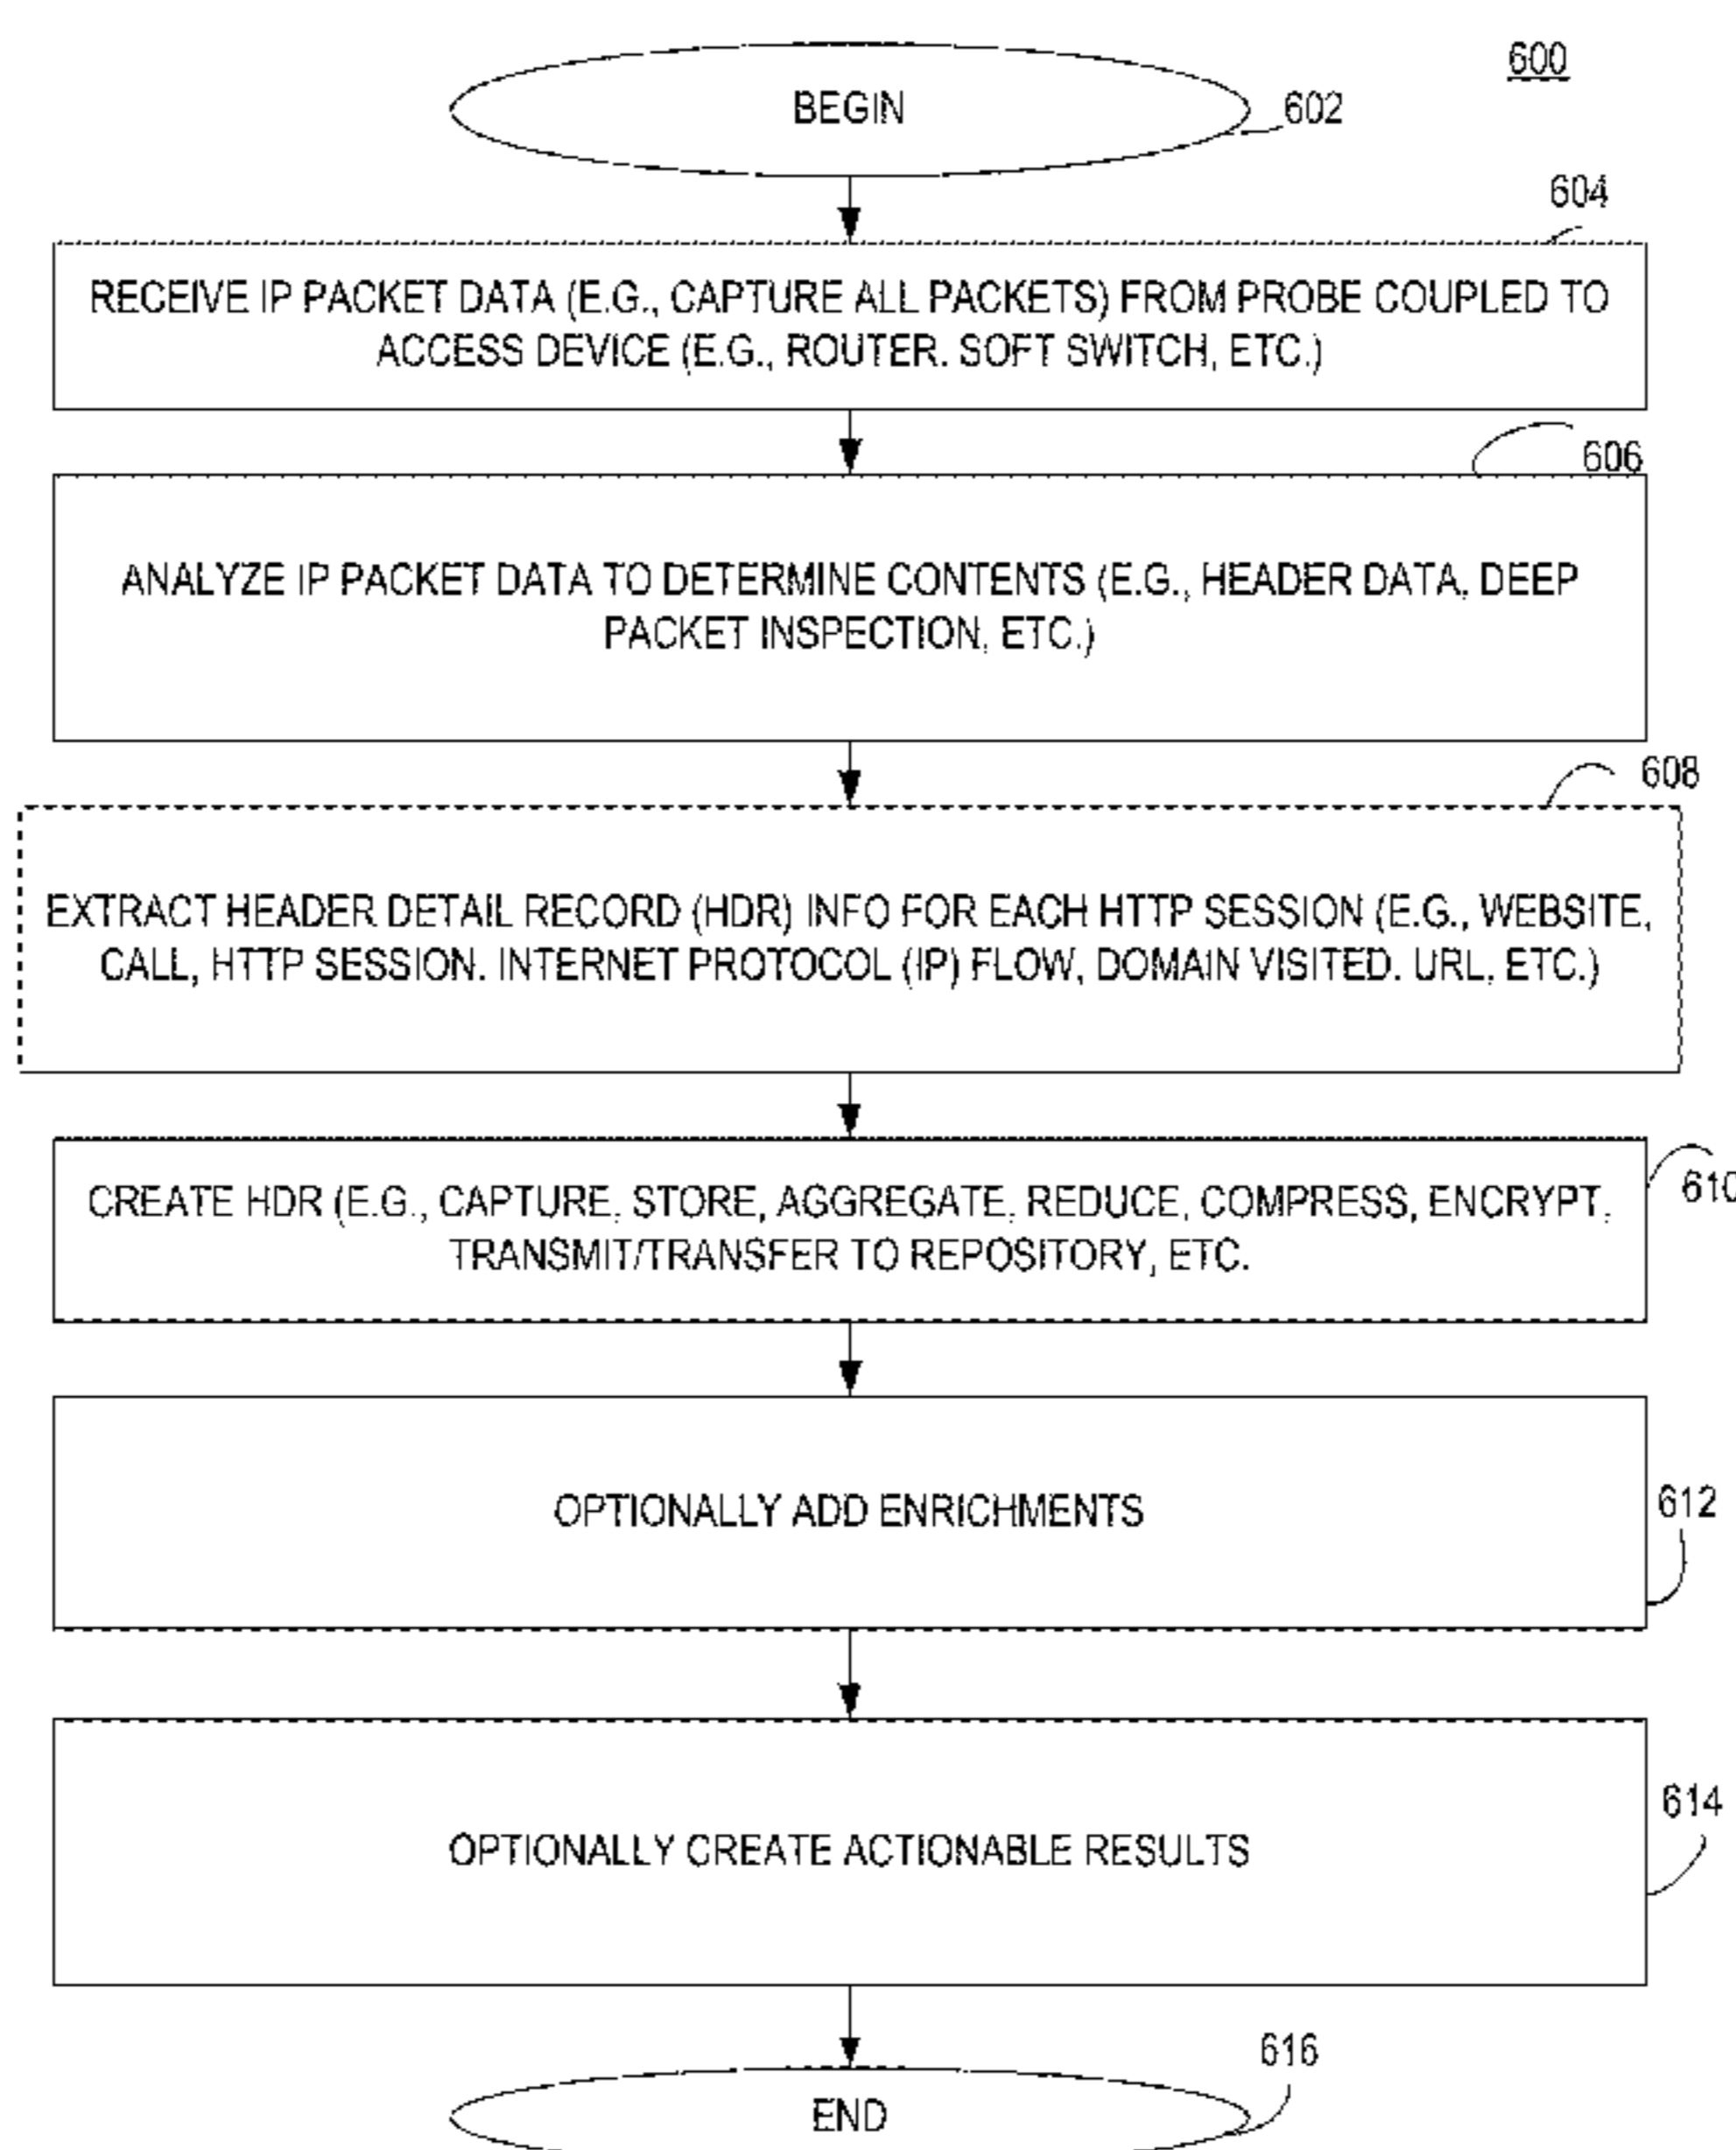 600
BEGIN
602
604
RECEIVE IP PACKET DATA (E.G., CAPTURE ALL PACKETS) FROM PROBE COUPLED TO
ACCESS DEVICE (E.G., ROUTER. SOFT SWITCH, ETC.)
606
ANALYZE IP PACKET DATA TO DETERMINE CONTENTS (E.G., HEADER DATA, DEEP
PACKET INSPECTION, ETC.)
608
EXTRACT HEADER DETAIL RECORD (HDR) INFO FOR EACH HTTP SESSION (E.G., WEBSITE,
CALL, HTTP SESSION. INTERNET PROTOCOL (IP) FLOW, DOMAIN VISITED. URL, ETC.)
610
CREATE HDR (E.G., CAPTURE, STORE, AGGREGATE, REDUCE, COMPRESS, ENCRYPT,
TRANSMIT/TRANSFER TO REPOSITORY, ETC.
612
OPTIONALLY ADD ENRICHMENTS
614
OPTIONALLY CREATE ACTIONABLE RESULTS
616
END